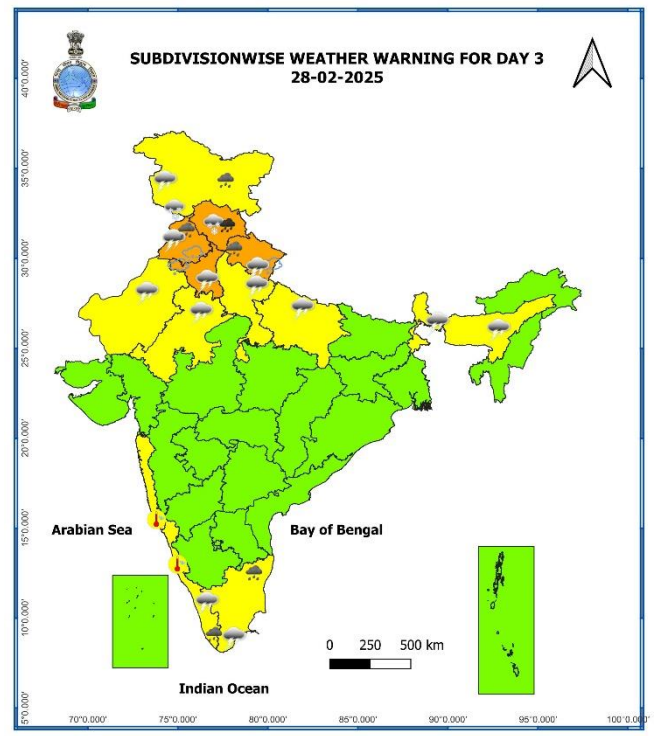 SUBDIVISIONWISE WEATHER WARNING FOR DAY 3
28-02-2025
40°0.000'
35°0.000'
30°0.000'
25°0.000'
20°0.000'
15°0.000'
10°0.000'
5°0.000'
Arabian Sea
Bay of Bengal
0 250 500 km
Indian Ocean
70°0.000' 75°0.000' 80°0.000' 85°0.000' 90°0.000' 95°0.000' 100°0.000'